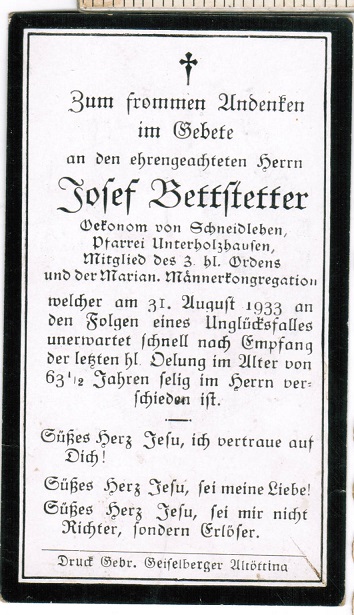 Zum frommen Andenken
im Gebete
an den ehrengeachteten Herrn
Josef Bettstetter
Oekonom von Schneidleben,
Pfarrei Unterholzhausen,
Mitglied des 3. hl. Ordens
und der Marian. Männerkongregation
welcher am 31. August 1933 an
den Folgen eines Unglücksfalles
unerwartet schnell nach Empfang
der letzten hl. Oelung im Alter von
63 1/2 Jahren selig im Herrn ver=
schieden ist.
Süßes Herz Jesu, ich vertraue auf
Dich!
Süßes Herz Jesu, sei meine Liebe!
Süßes Herz Jesu, sei mir nicht
Richter, sondern Erlöser.
Druck Gebr. Geiselberger Altöttina